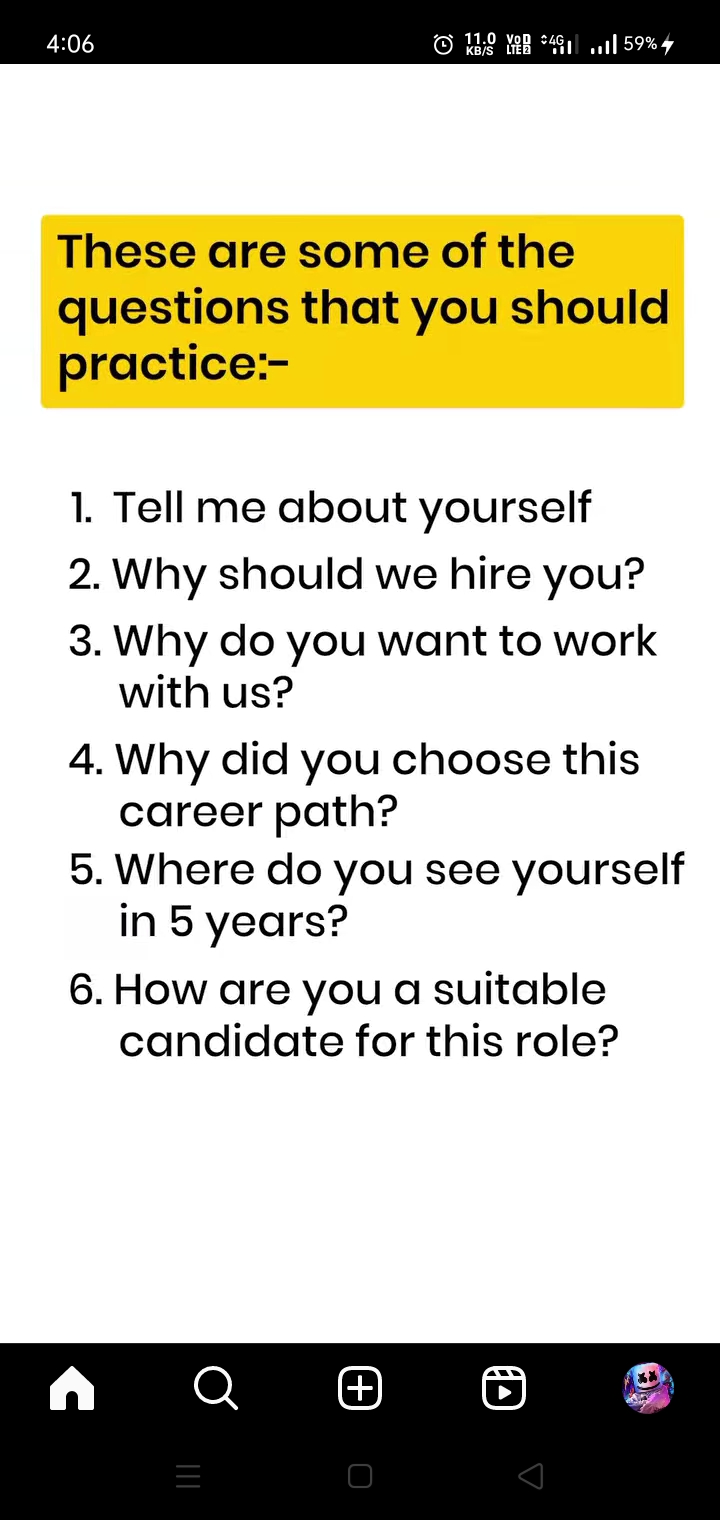 4:06
11.0
KB/S
VoD
LTE2
4G
59%
These are some of the
questions that you should
practice:-
1. Tell me about yourself
2. Why should we hire you?
3. Why do you want to work
with us?
4. Why did you choose this
career path?
5. Where do you see yourself
in 5 years?
6. How are you a suitable
candidate for this role?